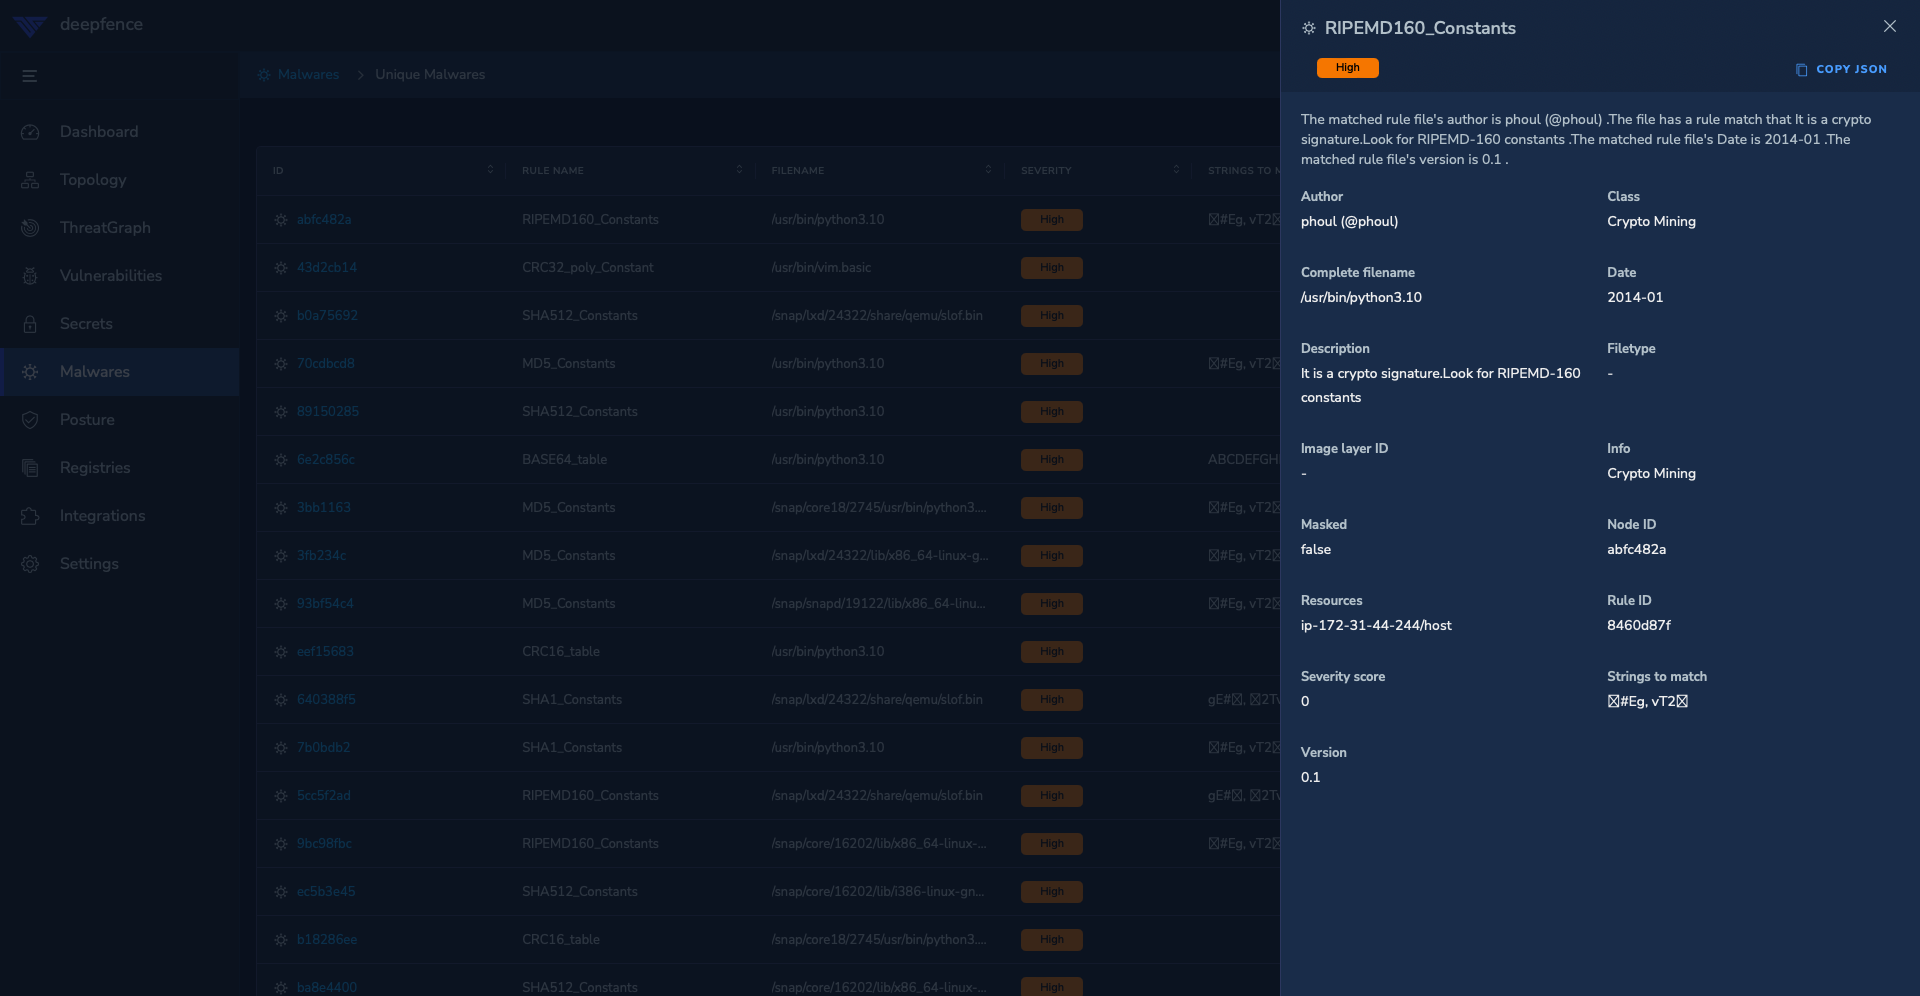 deepfence
Malwares > Unique Malwares
Dashboard
Topology
ThreatGraph
Vulnerabilities
Secrets
Malwares
Posture
Registries
Integrations
Settings
ID RULE NAME FILENAME SEVERITY STRINGS TO M
abfc482a RIPEMD160_Constants /usr/bin/python3.10 High #Eg, vT2
43d2cb14 CRC32_poly_Constant /usr/bin/vim.basic High
b0a75692 SHA512_Constants /snap/lxd/24322/share/qemu/slof.bin High
70cdbcd8 MD5_Constants /usr/bin/python3.10 High #Eg, vT2
89150285 SHA512_Constants /usr/bin/python3.10 High
6e2c856c BASE64_table /usr/bin/python3.10 High ABCDEFGH
3bb1163 MD5_Constants /snap/core18/2745/usr/bin/python3.... High #Eg, vT2
3fb234c MD5_Constants /snap/lxd/24322/lib/x86_64-linux-g... High #Eg, vT2
93bf54c4 MD5_Constants /snap/snapd/19122/lib/x86_64-linu... High #Eg, vT2
eef15683 CRC16_table /usr/bin/python3.10 High
640388f5 SHA1_Constants /snap/lxd/24322/share/qemu/slof.bin High gE#, 2Tv
7b0bdb2 SHA1_Constants /usr/bin/python3.10 High #Eg, vT2
5cc5f2ad RIPEMD160_Constants /snap/lxd/24322/share/qemu/slof.bin High gE#, 2Tv
9bc98fbc RIPEMD160_Constants /snap/core/16202/lib/x86_64-linux-... High #Eg, vT2
ec5b3e45 SHA512_Constants /snap/core/16202/lib/i386-linux-gn... High
b18286ee CRC16_table /snap/core18/2745/usr/bin/python3.... High
ba8e4400 SHA512_Constants /snap/core/16202/lib/x86_64-linux-... High
RIPEMD160_Constants
High
COPY JSON
The matched rule file's author is phoul (@phoul) .The file has a rule match that It is a crypto
signature.Look for RIPEMD-160 constants .The matched rule file's Date is 2014-01 .The
matched rule file's version is 0.1 .
Author Class
phoul (@phoul) Crypto Mining
Complete filename Date
/usr/bin/python3.10 2014-01
Description Filetype
It is a crypto signature.Look for RIPEMD-160 -
constants
Image layer ID Info
- Crypto Mining
Masked Node ID
false abfc482a
Resources Rule ID
ip-172-31-44-244/host 8460d87f
Severity score Strings to match
0 #Eg, vT2
Version
0.1